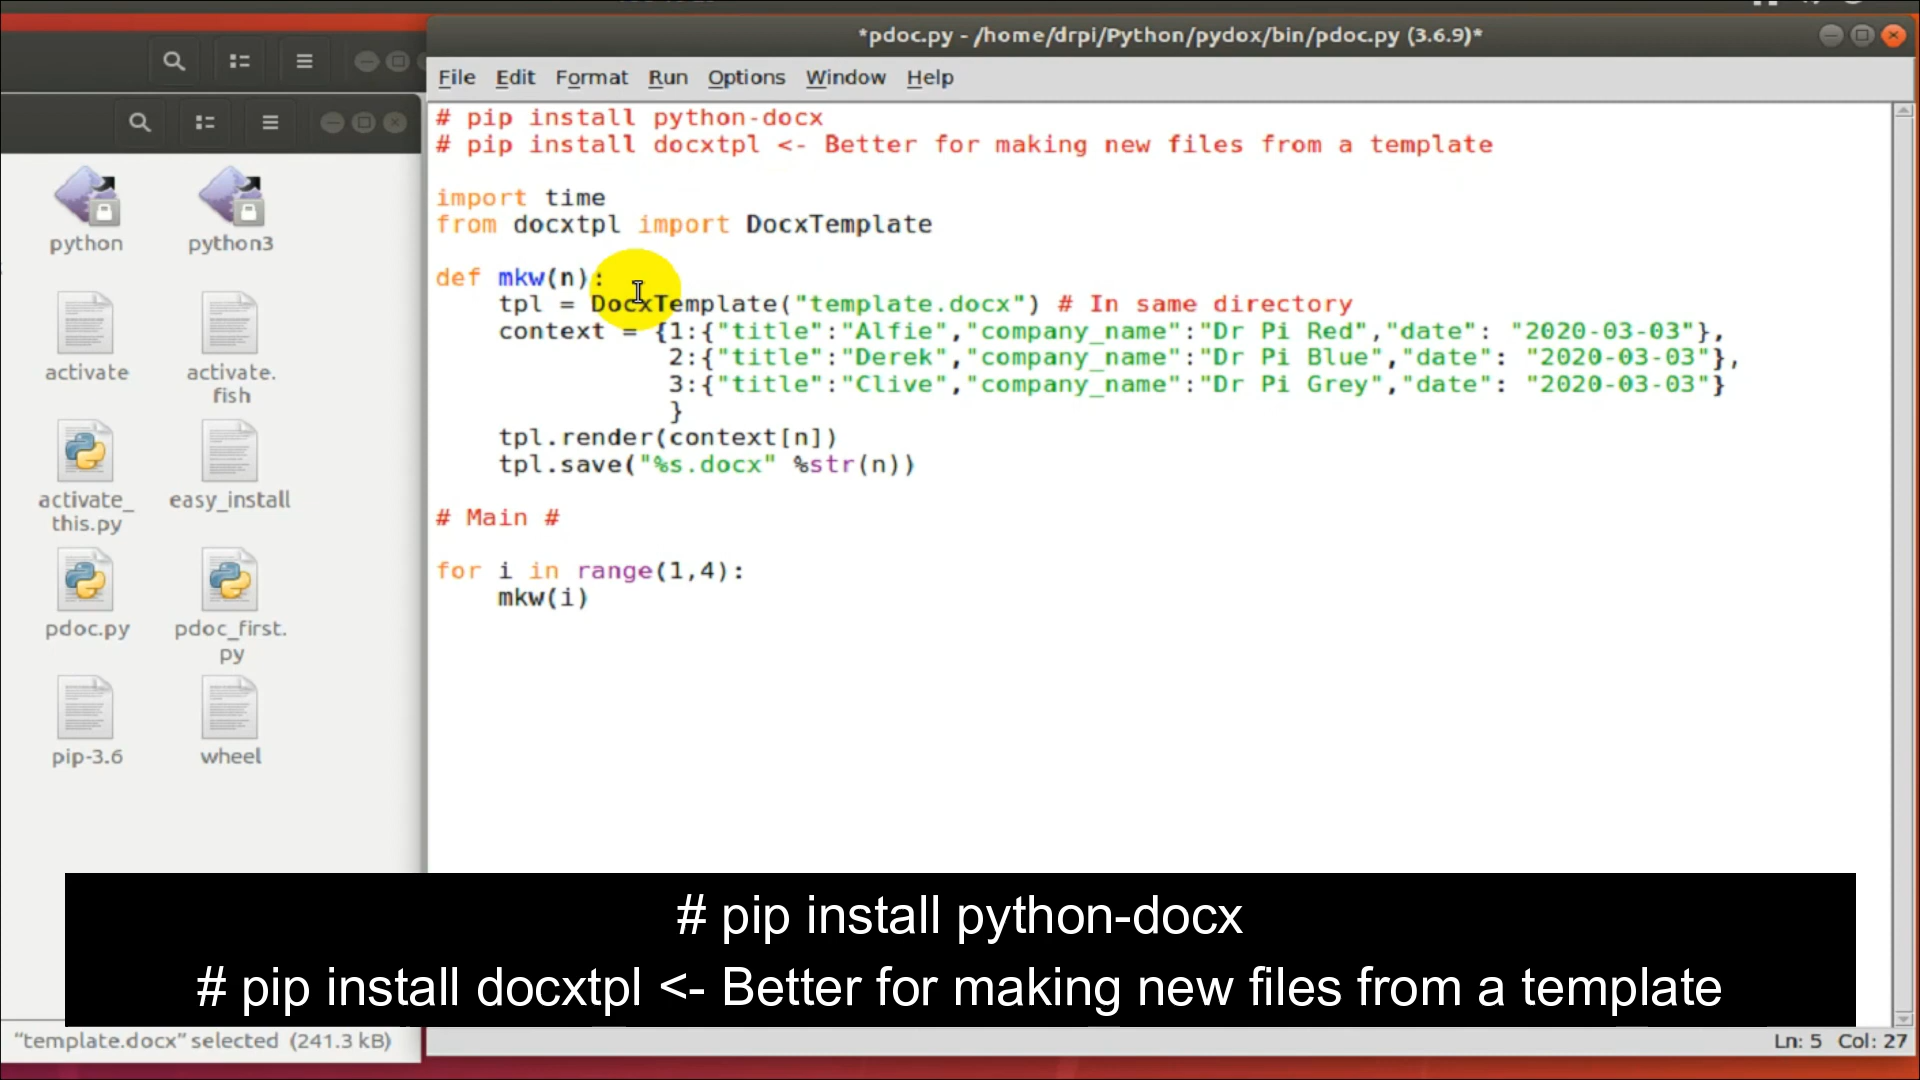 *pdoc.py - /home/drpi/Python/pydox/bin/pdoc.py (3.6.9)*
File Edit Format Run Options Window Help
# pip install python-docx
# pip install docxtpl <- Better for making new files from a template
import time
from docxtpl import DocxTemplate
def mkw(n):
    tpl = DocxTemplate("template.docx") # In same directory
    context = {1:{"title":"Alfie","company_name":"Dr Pi Red","date": "2020-03-03"},
               2:{"title":"Derek","company_name":"Dr Pi Blue","date": "2020-03-03"},
               3:{"title":"Clive","company_name":"Dr Pi Grey","date": "2020-03-03"}
               }
    tpl.render(context[n])
    tpl.save("%s.docx" %str(n))
# Main #
for i in range(1,4):
    mkw(i)
python
python3
activate
activate.
fish
activate_
this.py
easy_install
pdoc.py
pdoc_first.
py
pip-3.6
wheel
# pip install python-docx
# pip install docxtpl <- Better for making new files from a template
"template.docx" selected (241.3 kB)
Ln: 5 Col: 27